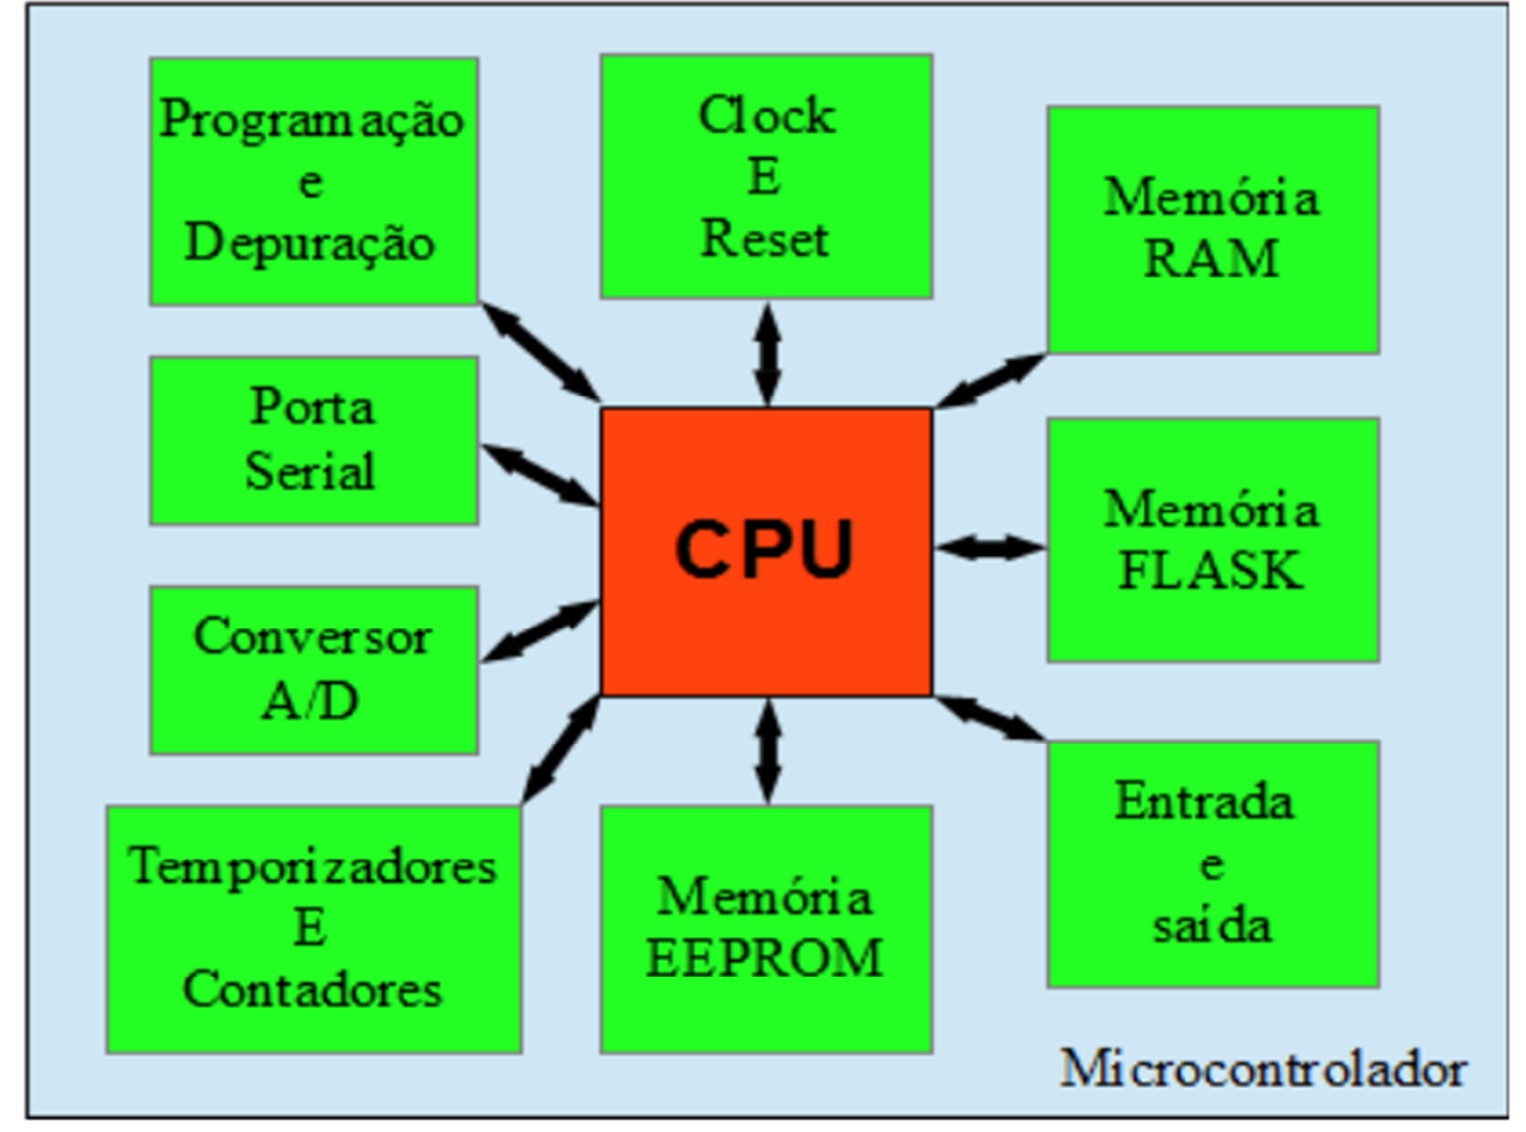 Programação
e
Depuração
Clock
E
Reset
Memória
RAM
Porta
Serial
CPU
Memória
FLASK
Conversor
A/D
Entrada
e
saída
Temporizadores
E
Contadores
Memória
EEPROM
Microcontrolador